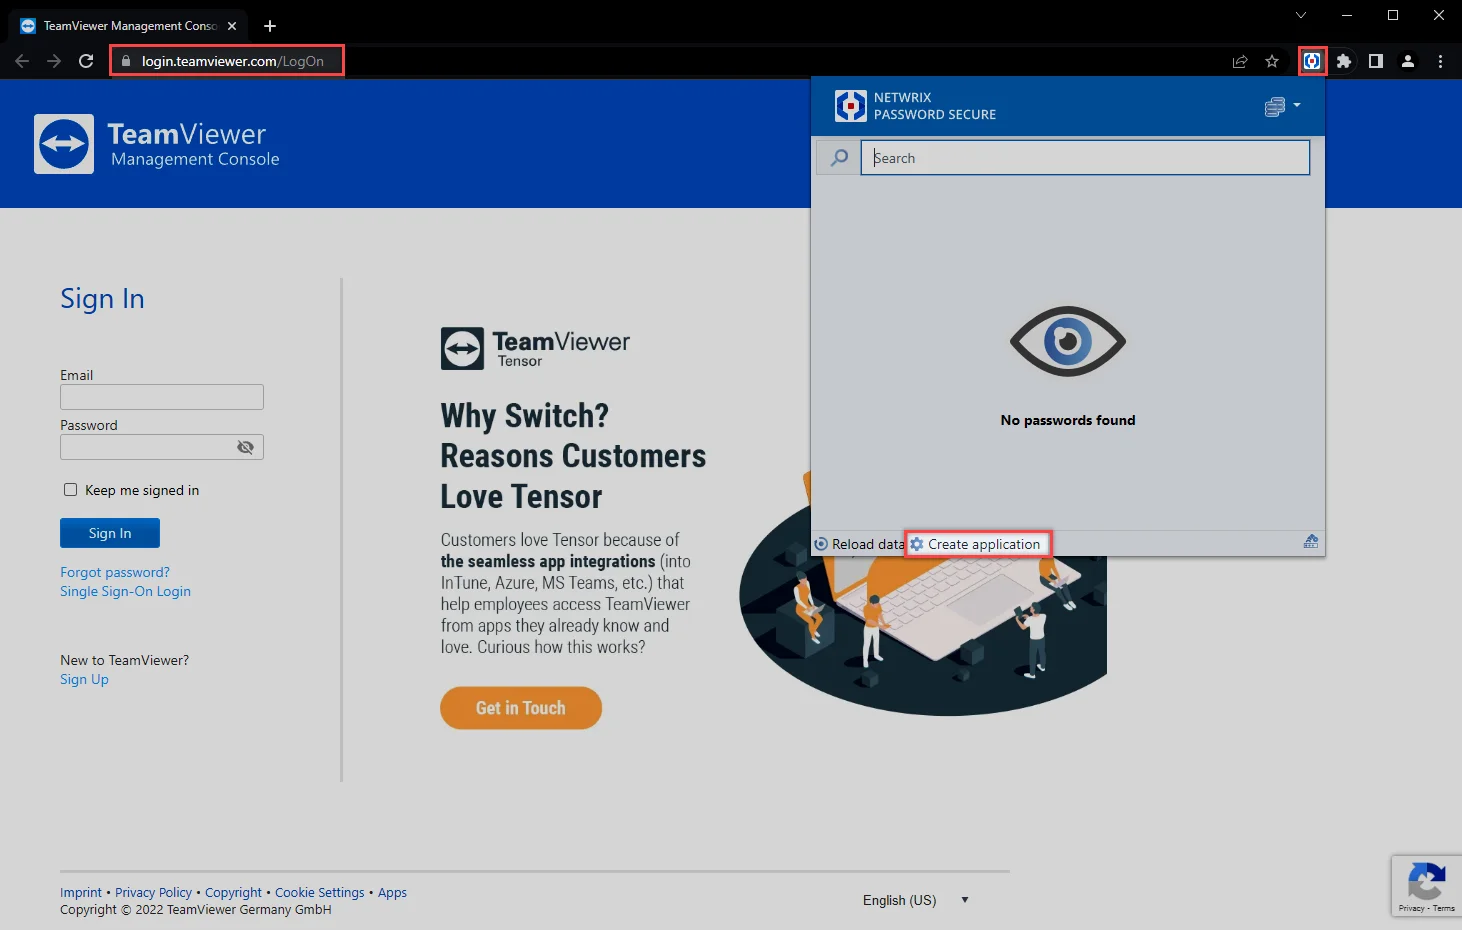 TeamViewer Management Conso
login.teamviewer.com/LogOn
TeamViewer
Management Console
NETWRIX
PASSWORD SECURE
Search
No passwords found
Reload data
Create application
Sign In
Email
Password
Keep me signed in
Sign In
Forgot password?
Single Sign-On Login
New to TeamViewer?
Sign Up
TeamViewer
Tensor
Why Switch?
Reasons Customers
Love Tensor
Customers love Tensor because of
the seamless app integrations (into
InTune, Azure, MS Teams, etc.) that
help employees access TeamViewer
from apps they already know and
love. Curious how this works?
Get in Touch
Imprint • Privacy Policy • Copyright • Cookie Settings • Apps
Copyright © 2022 TeamViewer Germany GmbH
English (US)
Privacy - Terms